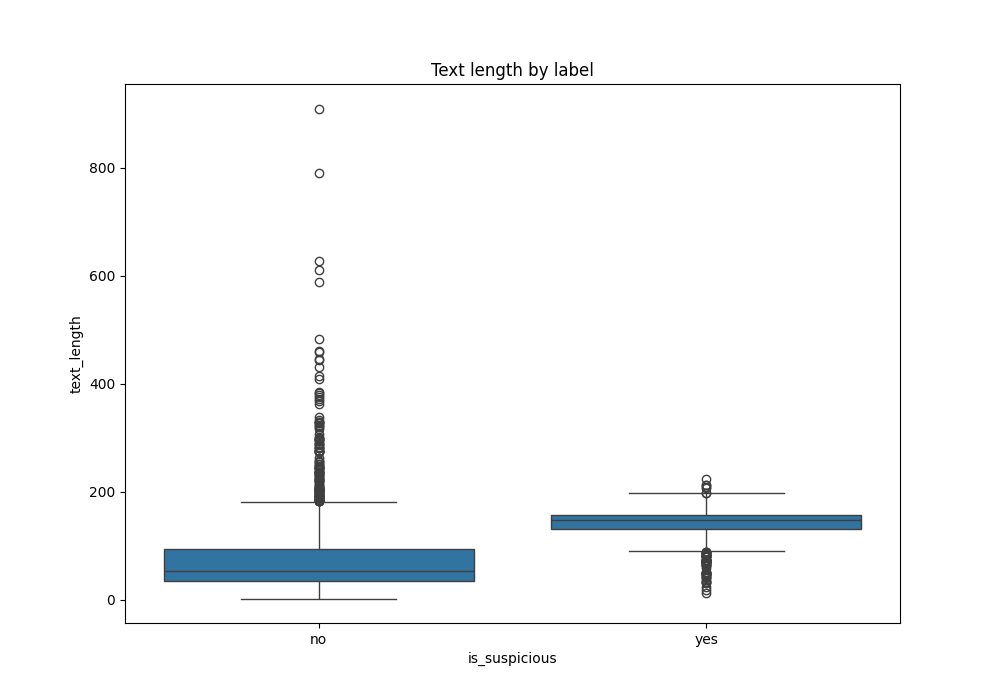 Text length by label
800
600
400
200
0
text_length
no
yes
is_suspicious